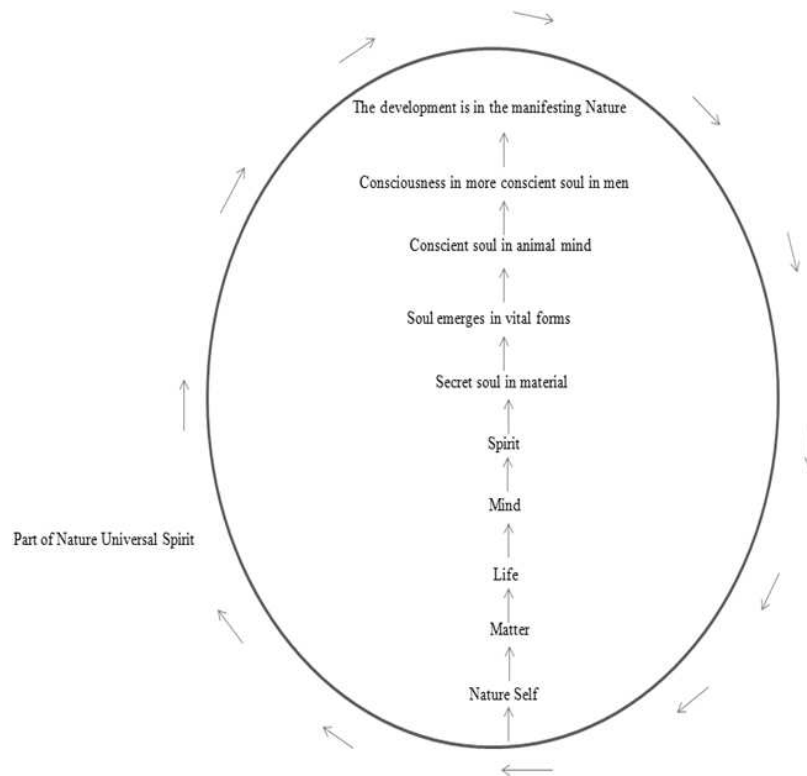 The development is in the manifesting Nature
Consciousness in more conscient soul in men
Conscient soul in animal mind
Soul emerges in vital forms
Secret soul in material
Spirit
Mind
Part of Nature Universal Spirit
Life
Matter
Nature Self